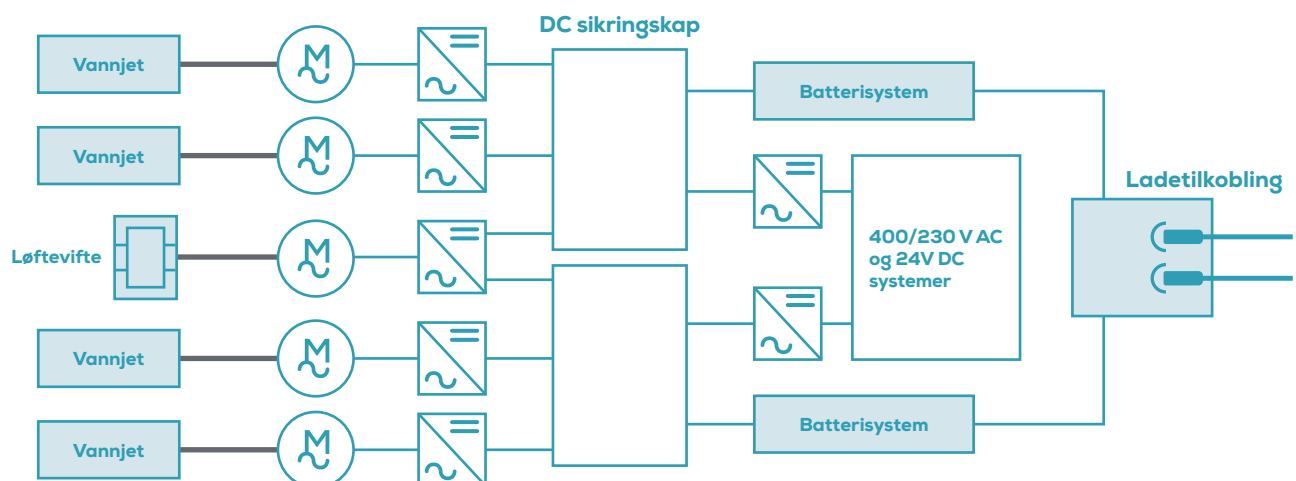 DC sikringskap
Vannjet
M
Batterisystem
Vannjet
M
Ladetilkobling
Løftevifte
M
400/230 V AC
og 24V DC
systemer
Vannjet
M
Batterisystem
Vannjet
M